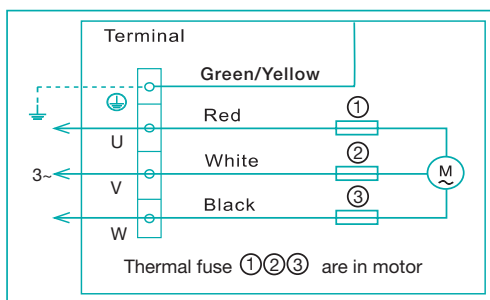 Terminal
Green/Yellow
Red ①
U
White ②
3~ V M
Black ③
W
Thermal fuse ①②③ are in motor